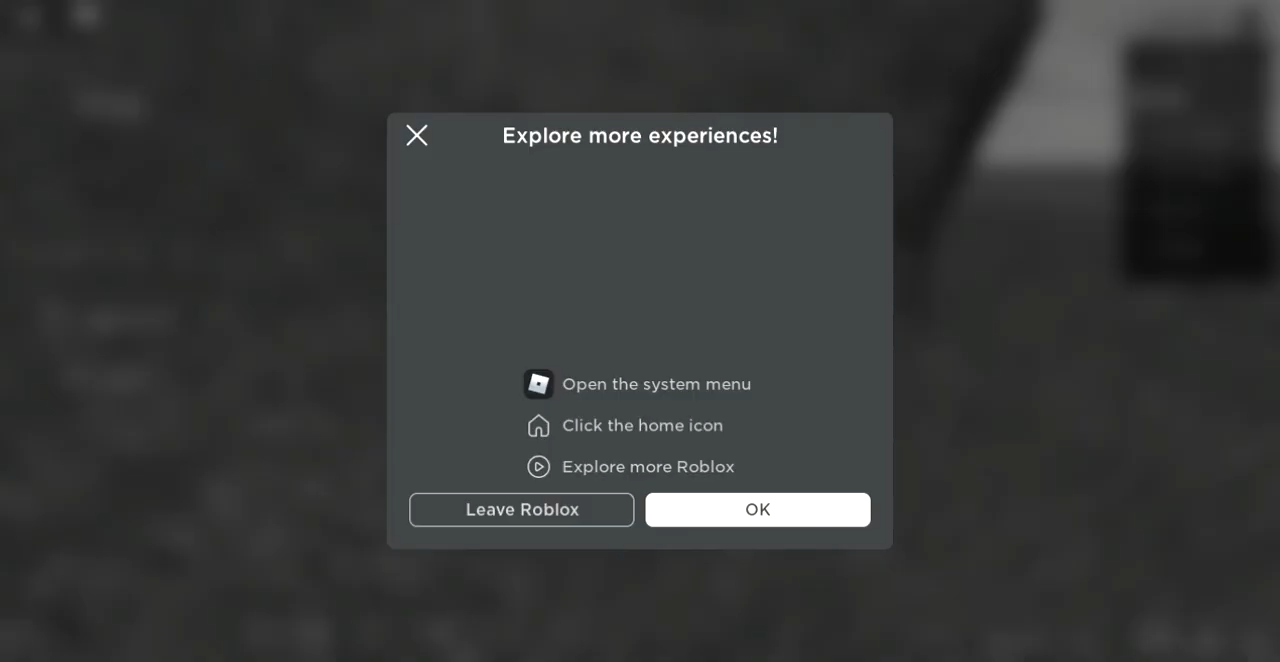 Explore more experiences!
Open the system menu
Click the home icon
Explore more Roblox
Leave Roblox
OK